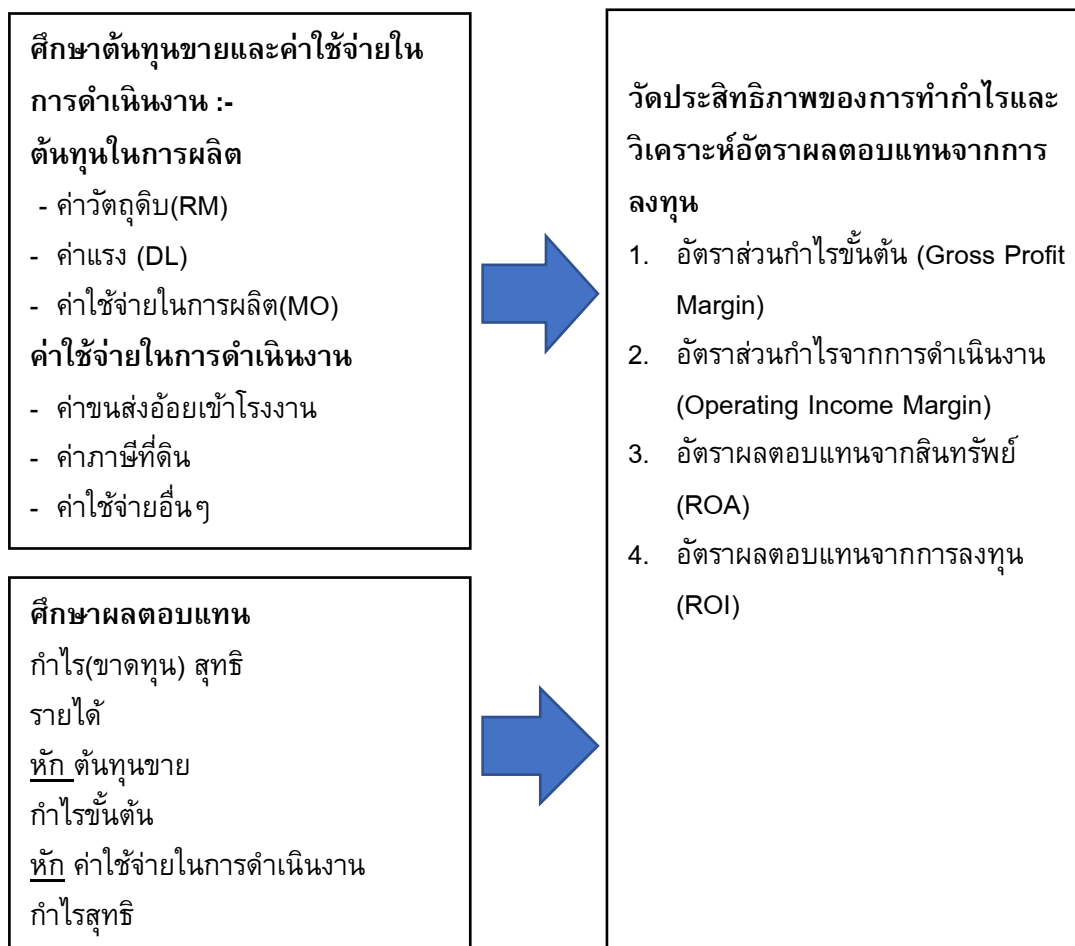 ศึกษาต้นทุนขายและค่าใช้จ่ายใน
การดำเนินงาน :-
ต้นทุนในการผลิต
- ค่าวัตถุดิบ(RM)
- ค่าแรง (DL)
- ค่าใช้จ่ายในการผลิต(MO)
ค่าใช้จ่ายในการดำเนินงาน
- ค่าขนส่งอ้อยเข้าโรงงาน
- ค่าภาษีที่ดิน
- ค่าใช้จ่ายอื่นๆ
ศึกษาผลตอบแทน
กำไร(ขาดทุน) สุทธิ
รายได้
หัก ต้นทุนขาย
กำไรขั้นต้น
หัก ค่าใช้จ่ายในการดำเนินงาน
กำไรสุทธิ
วัดประสิทธิภาพของการทำกำไรและ
วิเคราะห์อัตราผลตอบแทนจากการ
ลงทุน
1. อัตราส่วนกำไรขั้นต้น (Gross Profit
Margin)
2. อัตราส่วนกำไรจากการดำเนินงาน
(Operating Income Margin)
3. อัตราผลตอบแทนจากสินทรัพย์
(ROA)
4. อัตราผลตอบแทนจากการลงทุน
(ROI)